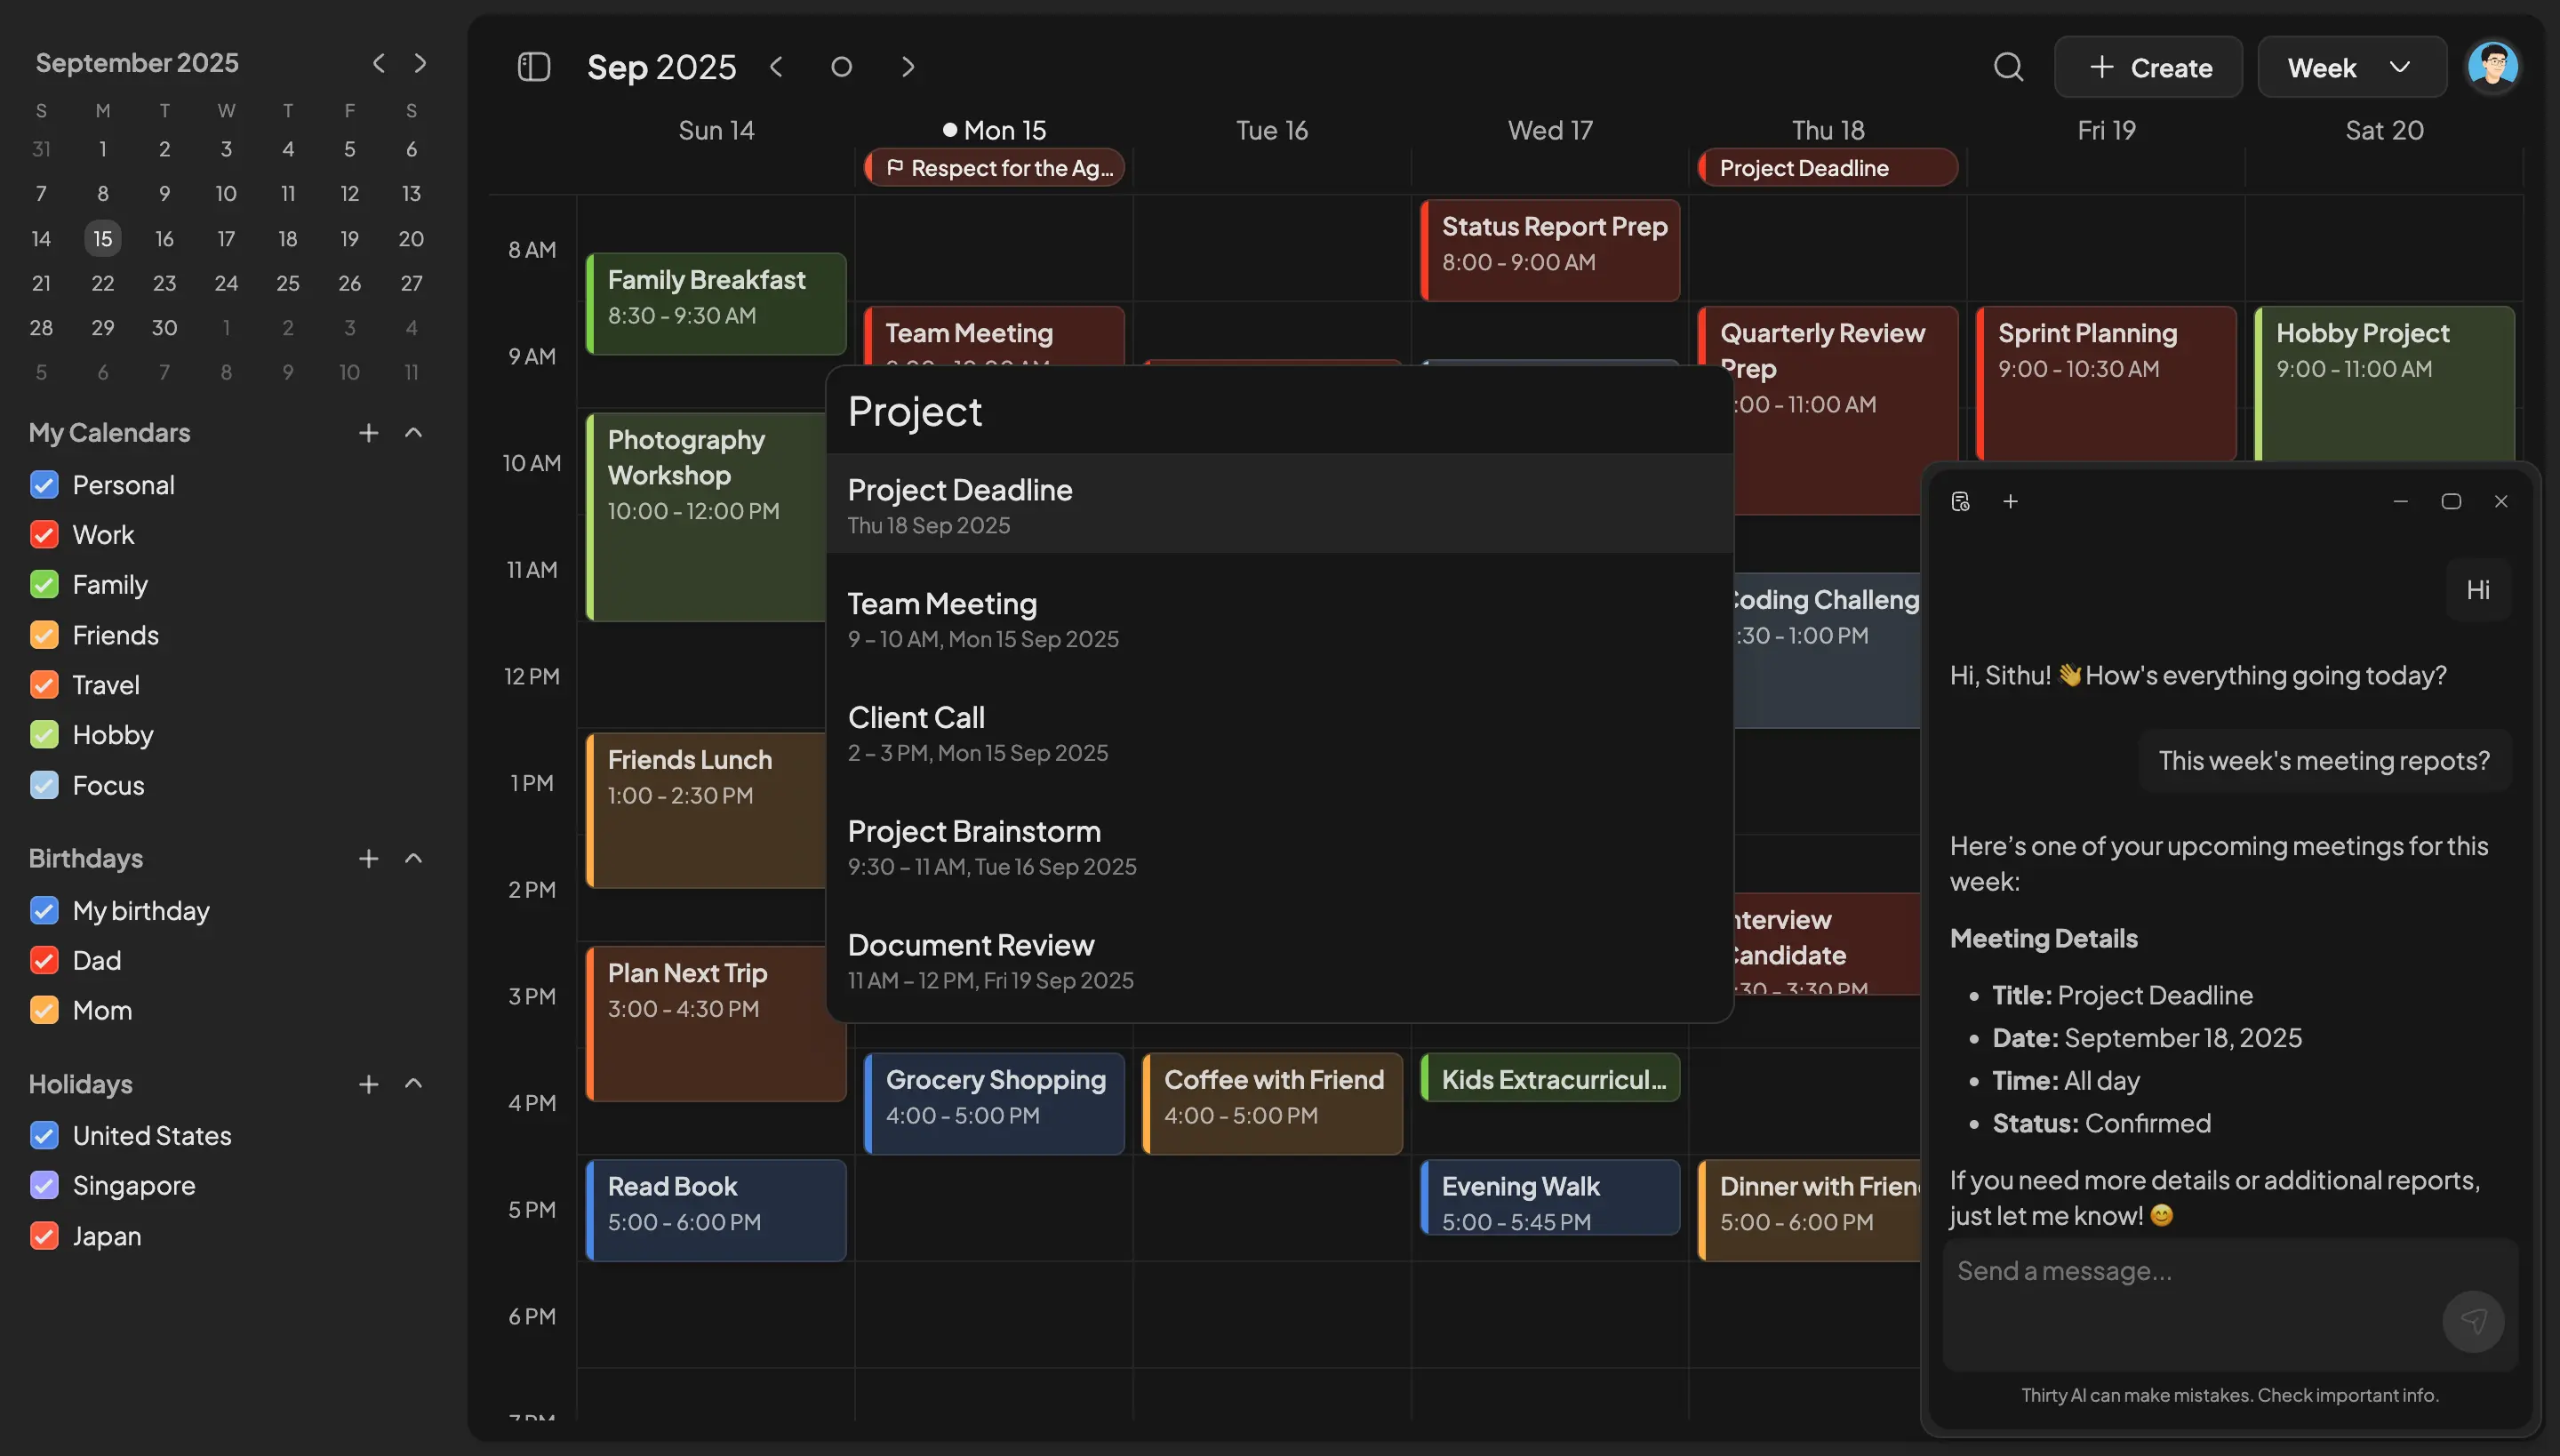 September 2025
S M T W T F S
31 1 2 3 4 5 6
7 8 9 10 11 12 13
14 15 16 17 18 19 20
21 22 23 24 25 26 27
28 29 30 1 2 3 4
5 6 7 8 9 10 11
My Calendars
Personal
Work
Family
Friends
Travel
Hobby
Focus
Birthdays
My birthday
Dad
Mom
Holidays
United States
Singapore
Japan
Sep 2025
Create
Week
Sun 14
Mon 15
Tue 16
Wed 17
Thu 18
Fri 19
Sat 20
Respect for the Ag...
Project Deadline
8 AM
9 AM
10 AM
11 AM
12 PM
1 PM
2 PM
3 PM
4 PM
5 PM
6 PM
Family Breakfast
8:30 - 9:30 AM
Photography
Workshop
10:00 - 12:00 PM
Friends Lunch
1:00 - 2:30 PM
Plan Next Trip
3:00 - 4:30 PM
Read Book
5:00 - 6:00 PM
Team Meeting
Grocery Shopping
4:00 - 5:00 PM
Coffee with Friend
4:00 - 5:00 PM
Status Report Prep
8:00 - 9:00 AM
Kids Extracurricul...
Evening Walk
5:00 - 5:45 PM
Quarterly Review
Prep
:00 - 11:00 AM
oding Challeng
:30 - 1:00 PM
nterview
andidate
:30 - 3:30 PM
Dinner with Frien
5:00 - 6:00 PM
Sprint Planning
9:00 - 10:30 AM
Hobby Project
9:00 - 11:00 AM
Project
Project Deadline
Thu 18 Sep 2025
Team Meeting
9 – 10 AM, Mon 15 Sep 2025
Client Call
2 – 3 PM, Mon 15 Sep 2025
Project Brainstorm
9:30 – 11 AM, Tue 16 Sep 2025
Document Review
11 AM – 12 PM, Fri 19 Sep 2025
Hi
Hi, Sithu! 👋 How's everything going today?
This week's meeting repots?
Here’s one of your upcoming meetings for this
week:
Meeting Details
• Title: Project Deadline
• Date: September 18, 2025
• Time: All day
• Status: Confirmed
If you need more details or additional reports,
just let me know! 😊
Send a message...
Thirty AI can make mistakes. Check important info.